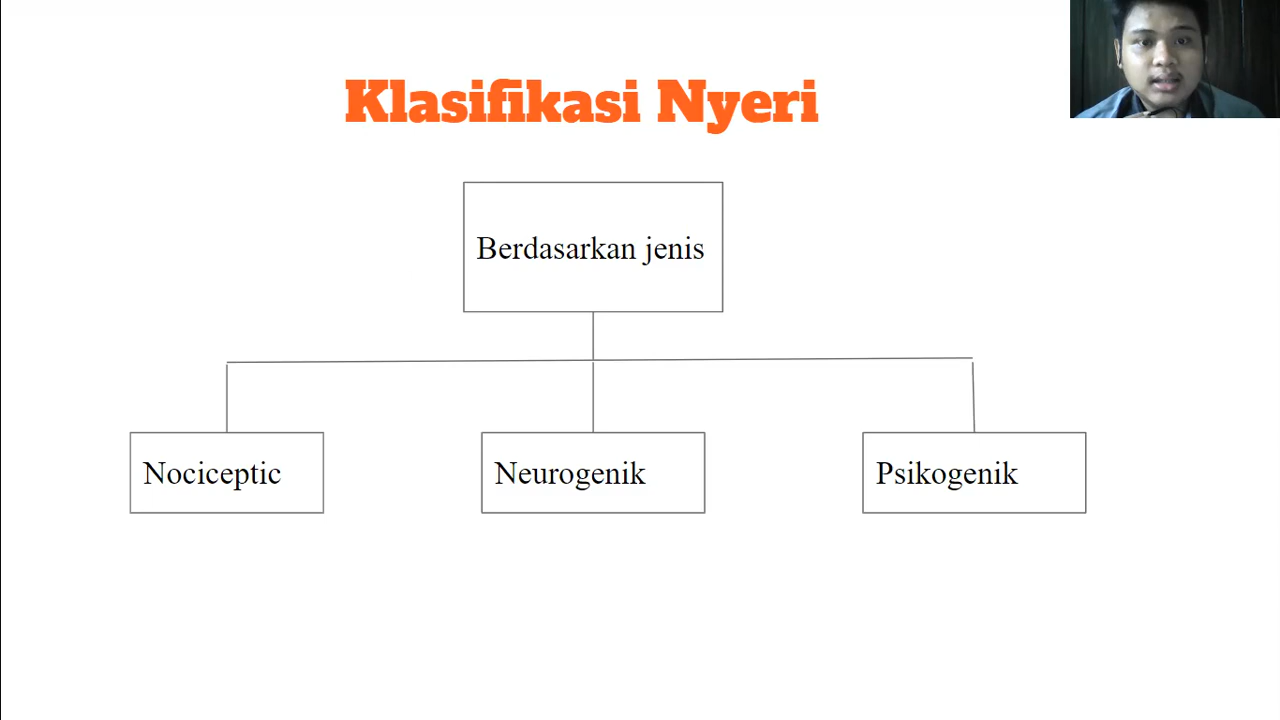 Klasifikasi Nyeri
Berdasarkan jenis
Nociceptic
Neurogenik
Psikogenik